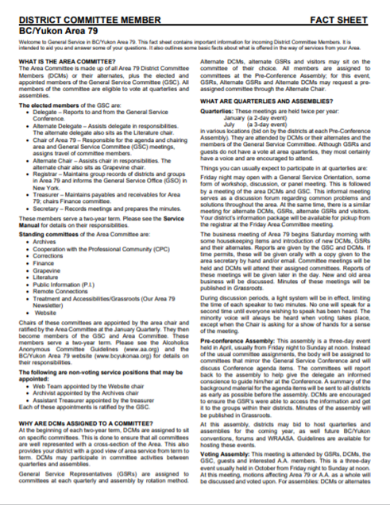 DISTRICT COMMITTEE MEMBER FACT SHEET
BC/Yukon Area 79
Welcome to General Service in BC/Yukon Area 79. This fact sheet contains important information for incoming District Committee Members. It is
intended to aid you and answer some of your questions. It also outlines some basic facts about what is offered in the way of services from your Area.
WHAT IS THE AREA COMMITTEE?
The Area Committee is made up of all Area 79 District Committee
Members (DCMs) or their alternates, plus the elected and
appointed members of the General Service Committee (GSC). All
members of the committee are eligible to vote at quarterlies and
assemblies.
The elected members of the GSC are:
• Delegate – Reports to and from the General Service
Conference.
• Alternate Delegate – Assists delegate in responsibilities.
The alternate delegate also sits as the Literature chair.
• Chair of Area 79 – Responsible for the agenda and chairing
area and General Service Committee (GSC) meetings,
assigns travel of committee members.
• Alternate Chair – Assists chair in responsibilities. The
alternate chair also sits as Grapevine chair.
• Registrar – Maintains group records of districts and groups
in Area 79 and informs the General Service Office (GSO) in
New York.
• Treasurer – Maintains payables and receivables for Area
79; chairs Finance committee.
• Secretary – Records meetings and prepares the minutes.
These members serve a two-year term. Please see the Service
Manual for details on their responsibilities.
Standing committees of the Area Committee are:
• Archives
• Cooperation with the Professional Community (CPC)
• Corrections
• Finance
• Grapevine
• Literature
• Public Information (P.I.)
• Remote Connections
• Treatment and Accessibilities/Grassroots (Our Area 79
Newsletter)
• Website
Chairs of these committees are appointed by the area chair and
ratified by the Area Committee at the January Quarterly. They then
become members of the GSC and Area Committee. These
members serve a two-year term. Please see the Alcoholics
Anonymous Committee Guidelines (www.aa.org) and the
BC/Yukon Area 79 website (www.bcyukonaa.org) for details on
their responsibilities.
The following are non-voting service positions that may be
appointed:
• Web Team appointed by the Website chair
• Archivist appointed by the Archives chair
• Assistant Treasurer appointed by the treasurer
Each of these appointments is ratified by the GSC.
WHY ARE DCMs ASSIGNED TO A COMMITTEE?
At the beginning of each two-year term, DCMs are assigned to sit
on specific committees. This is done to ensure that all committees
are well represented with a cross-section of the Area. This also
provides your district with a good view of area service from term to
term. DCMs may participate in committee activities between
quarterlies and assemblies.
General Service Representatives (GSRs) are assigned to
committees at each quarterly and assembly by rotation method.
Alternate DCMs, alternate GSRs and visitors may sit on the
committee of their choice. All members are assigned to
committees at the Pre-Conference Assembly; for this event,
GSRs, Alternate GSRs and Alternate DCMs may request a pre-
assigned committee through the Alternate Chair.
WHAT ARE QUARTERLIES AND ASSEMBLIES?
Quarterlies: These meetings are held twice per year:
January (a 2-day event)
July (a 3-day event)
in various locations (bid on by the districts at each Pre-Conference
Assembly). They are attended by DCMs or their alternates and the
members of the General Service Committee. Although GSRs and
guests do not have a vote at area quarterlies, they most certainly
have a voice and are encouraged to attend.
Things you can usually expect to participate in at quarterlies are:
Friday night may open with a General Service Orientation, some
form of workshop, discussion, or panel meeting. This is followed
by a meeting of the area DCMs and GSC. This informal meeting
serves as a discussion forum regarding common problems and
solutions throughout the area. At the same time, there is a similar
meeting for alternate DCMs, GSRs, alternate GSRs and visitors.
Your district's information package will be available for pickup from
the registrar at the Friday Area Committee meeting.
The business meeting of Area 79 begins Saturday morning with
some housekeeping items and introduction of new DCMs, GSRs,
and their alternates. Reports are given by the GSC and DCMs. If
time permits, these will be given orally with a copy given to the
area secretary by hand and/or email. Committee meetings will be
held and DCMs will attend their assigned committees. Reports of
these meetings will be given later in the day. New and old area
business will be discussed. Minutes of these meetings will be
published in Grassroots.
During discussion periods, a light system will be in effect, limiting
the time of each speaker to two minutes. No one will speak for a
second time until everyone wishing to speak has been heard. The
minority voice will always be heard when voting takes place,
except when the Chair is asking for a show of hands for a sense
of the meeting.
Pre-conference Assembly: This assembly is a three-day event
held in April, usually from Friday night to Sunday at noon. Instead
of the usual committee assignments, the body will be assigned to
committees that mirror the General Service Conference and will
discuss Conference agenda items. The committees will report
back to the assembly to help give the delegate an informed
conscience to guide him/her at the Conference. A summary of the
background material for the agenda items will be sent to all districts
as early as possible before the assembly. DCMs are encouraged
to ensure the GSR's were able to access the information and get
it to the groups within their districts. Minutes of the assembly will
be published in Grassroots.
At this assembly, districts may bid to host quarterlies and
assemblies for the coming year, as well as future BC/Yukon
conventions, forums and WRAASA. Guidelines are available for
hosting these events.
Voting Assembly: This meeting is attended by GSRs, DCMs, the
GSC, guests and interested A.A. members. This is a three-day
event usually held in October from Friday night to Sunday at noon.
At this meeting, motions affecting Area 79 or A.A. as a whole will
be discussed and voted upon. For assemblies, DCMs or alternates